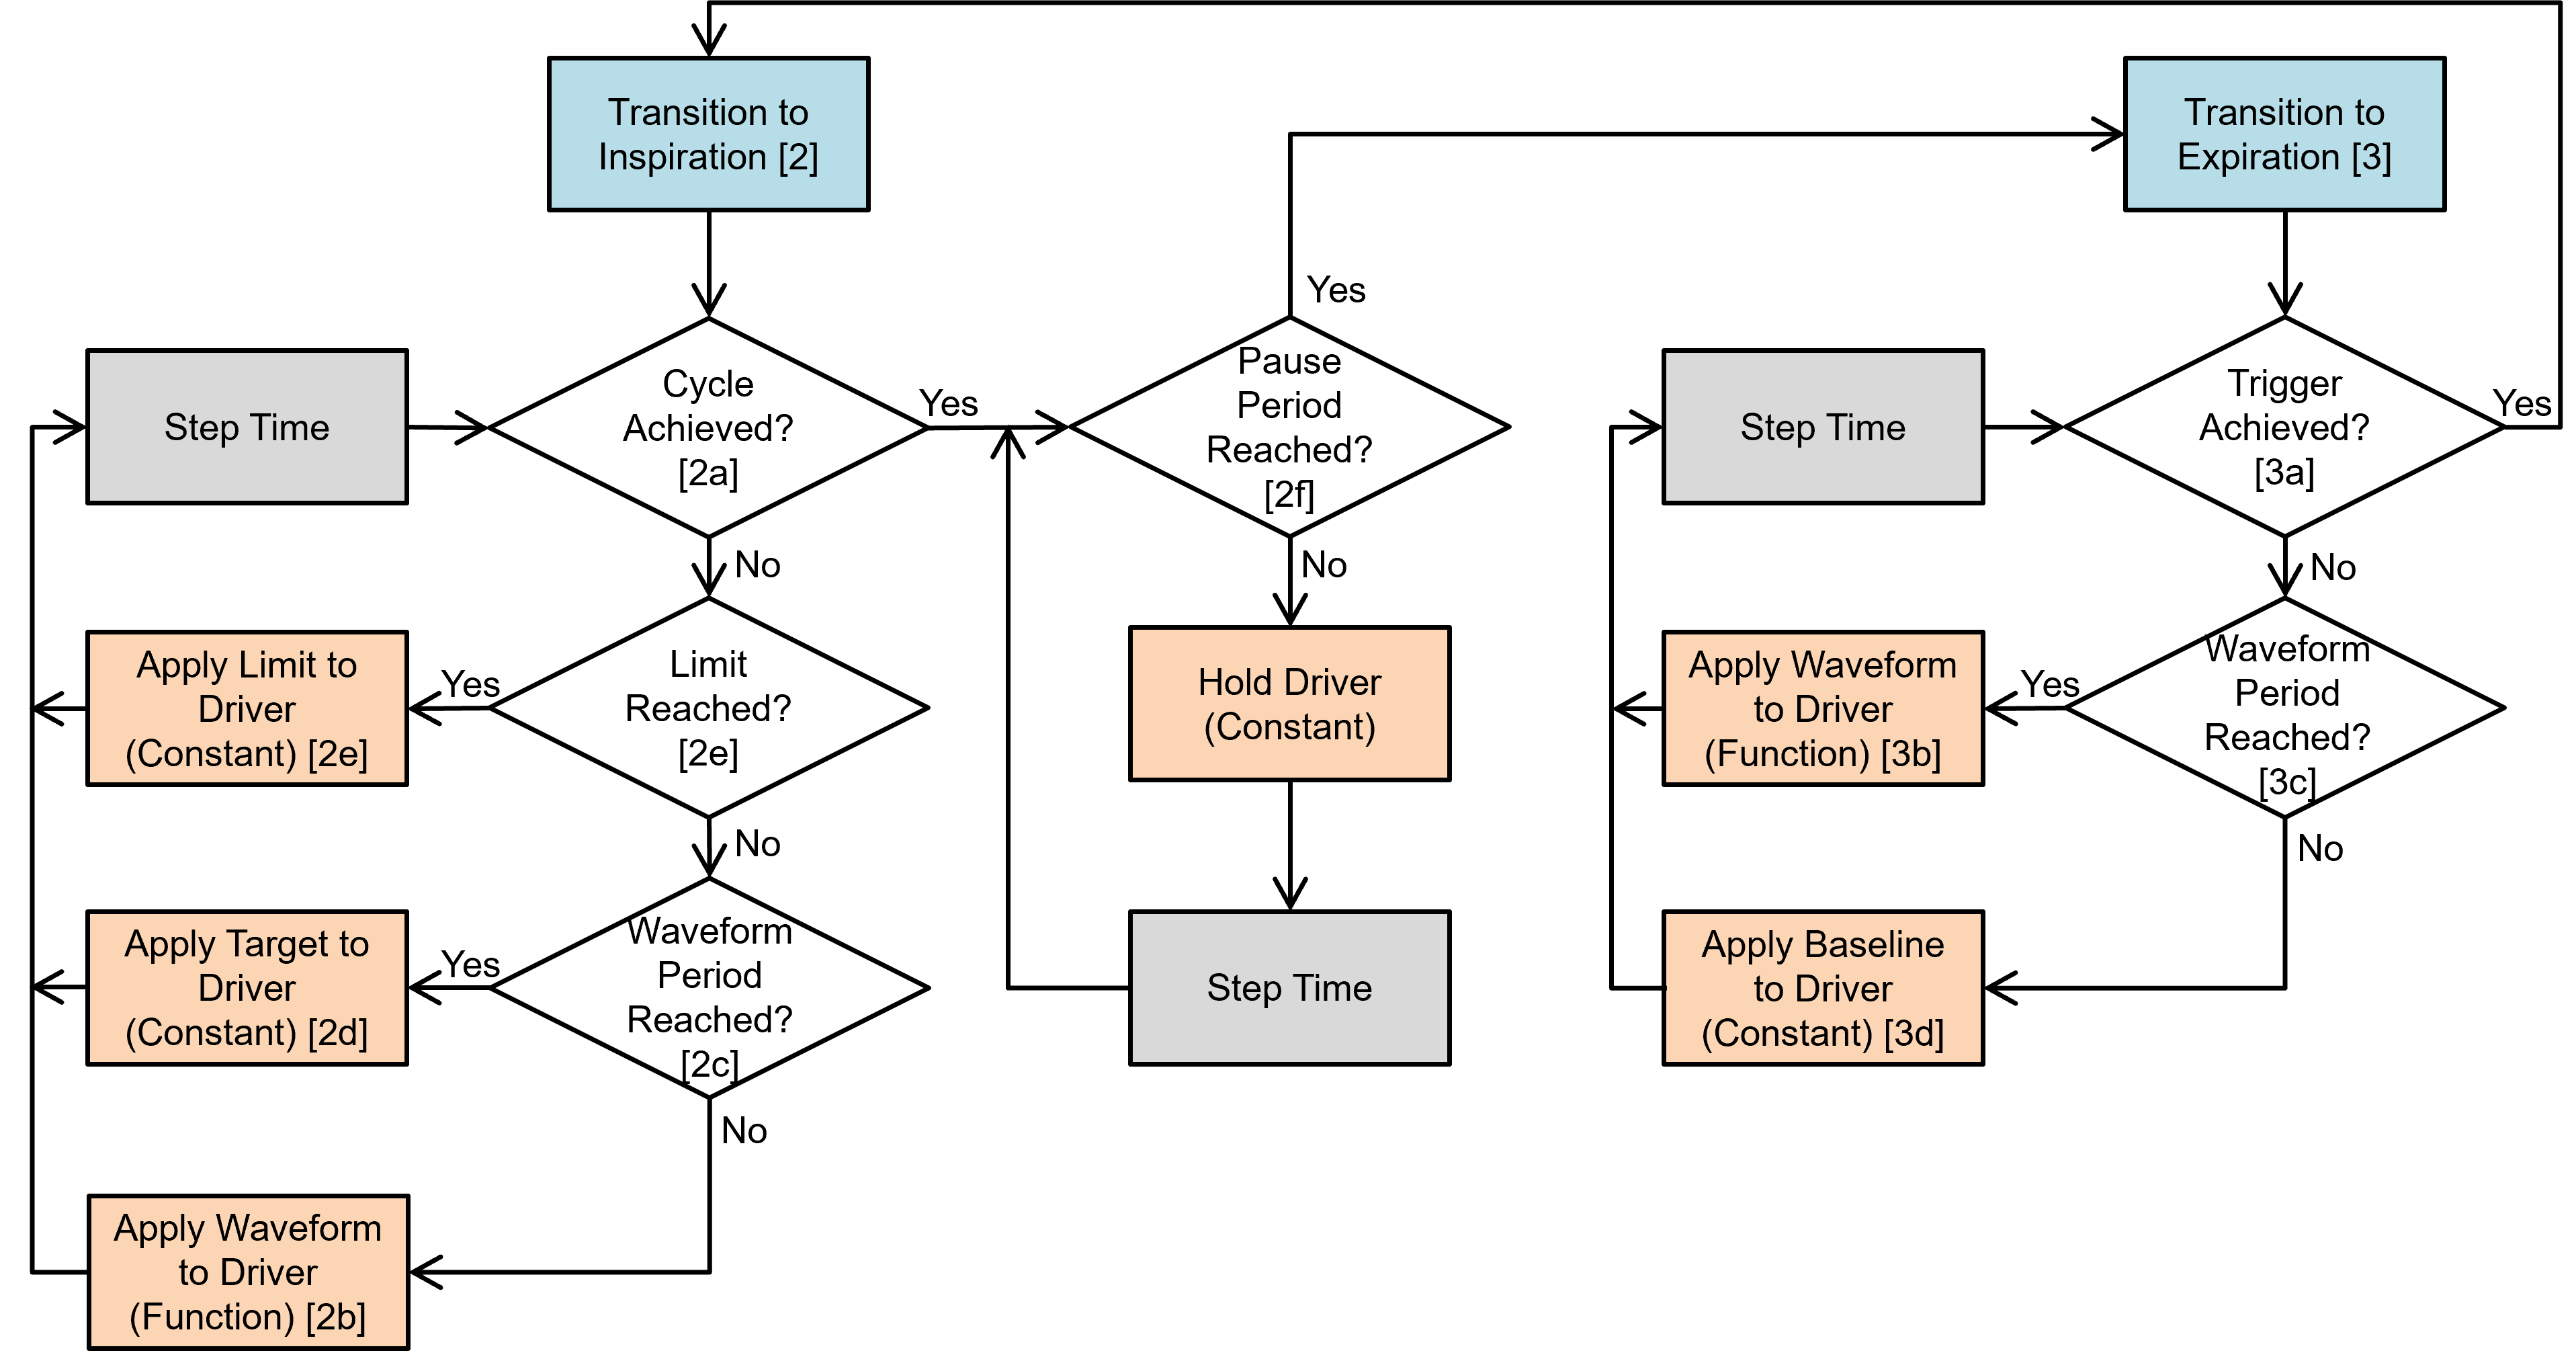 Transition to
Inspiration [2]
Transition to
Expiration [3]
Yes
Step Time
Cycle
Achieved?
[2a]
Yes
Pause
Period
Reached?
[2f]
Step Time
Trigger
Achieved?
[3a]
Yes
No
No
No
Apply Limit to
Driver
(Constant) [2e]
Yes
Limit
Reached?
[2e]
Hold Driver
(Constant)
Apply Waveform
to Driver
(Function) [3b]
Yes
Waveform
Period
Reached?
[3c]
No
No
Apply Target to
Driver
(Constant) [2d]
Yes
Waveform
Period
Reached?
[2c]
Step Time
Apply Baseline
to Driver
(Constant) [3d]
No
Apply Waveform
to Driver
(Function) [2b]